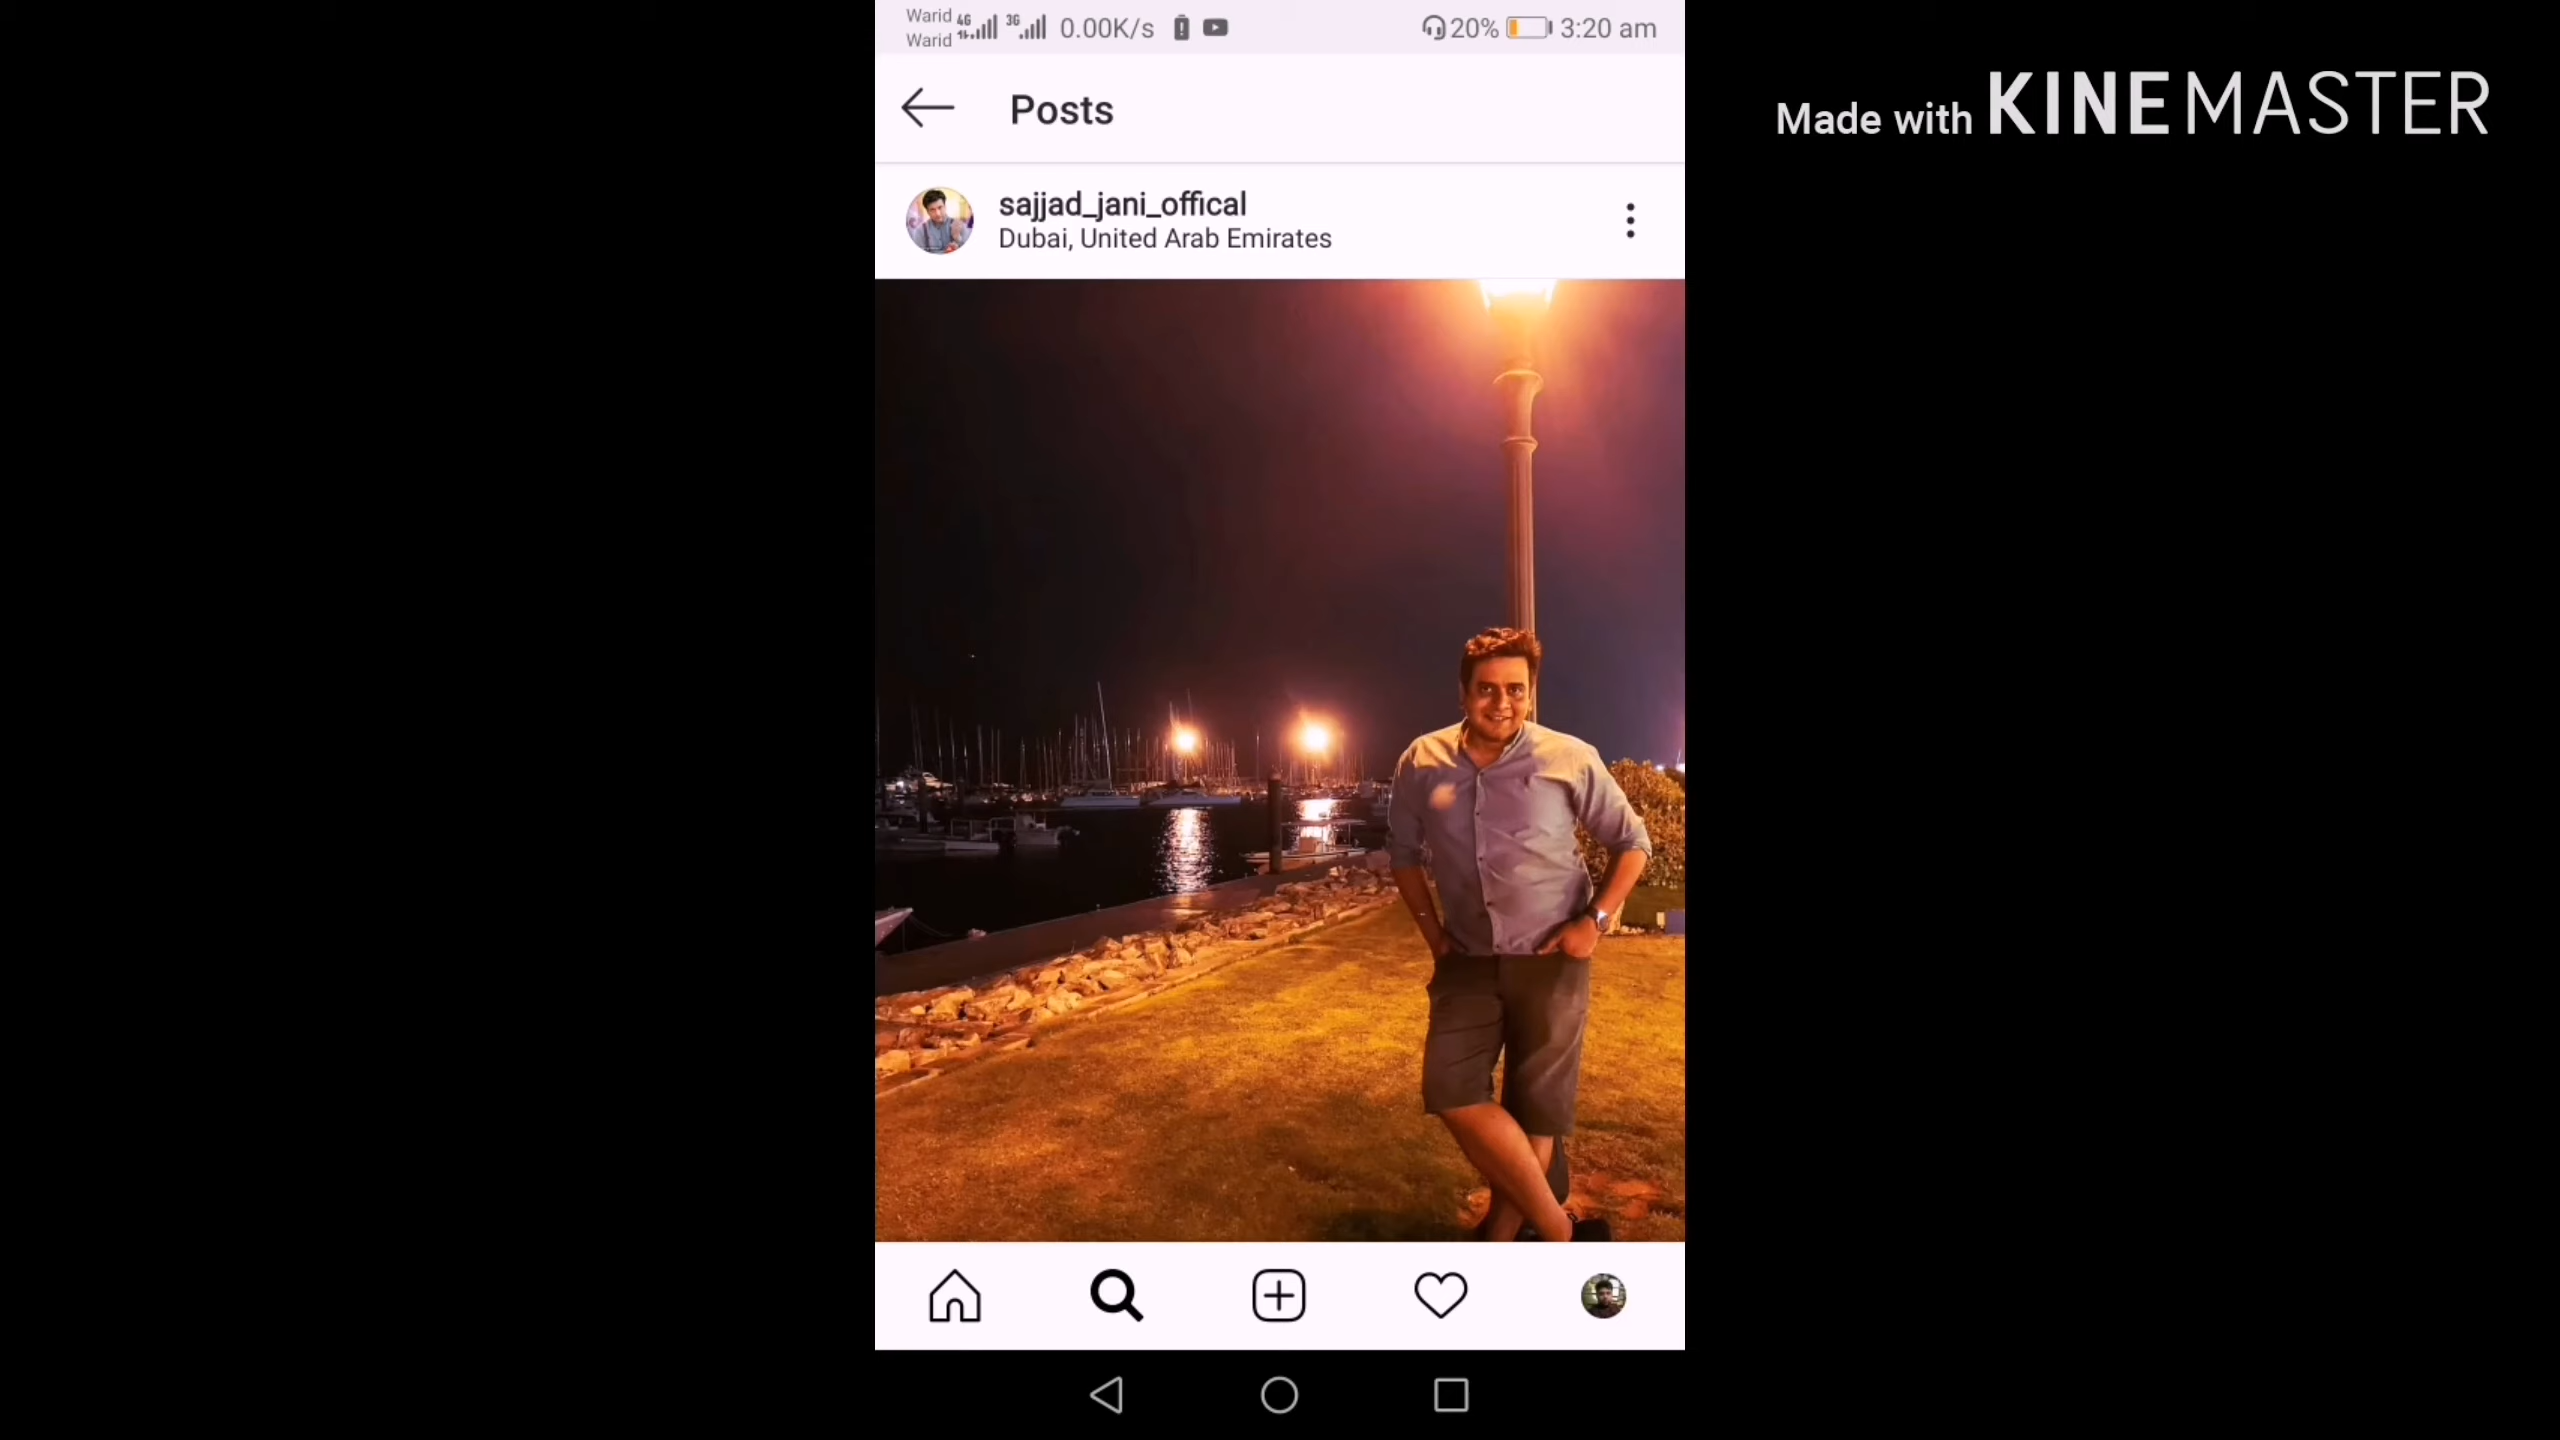 Warid 4G 3G 0.00K/s 20% 3:20 am
Warid
Made with KINEMASTER
Posts
sajjad_jani_offical
Dubai, United Arab Emirates